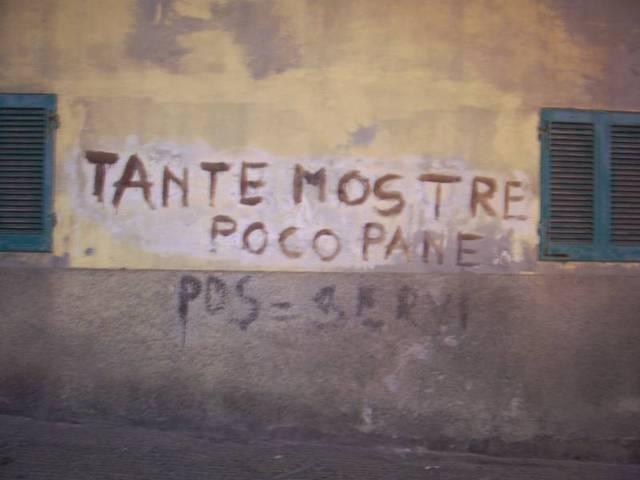 TANTE MOSTRE
POCO PANE
PDS = SERVI